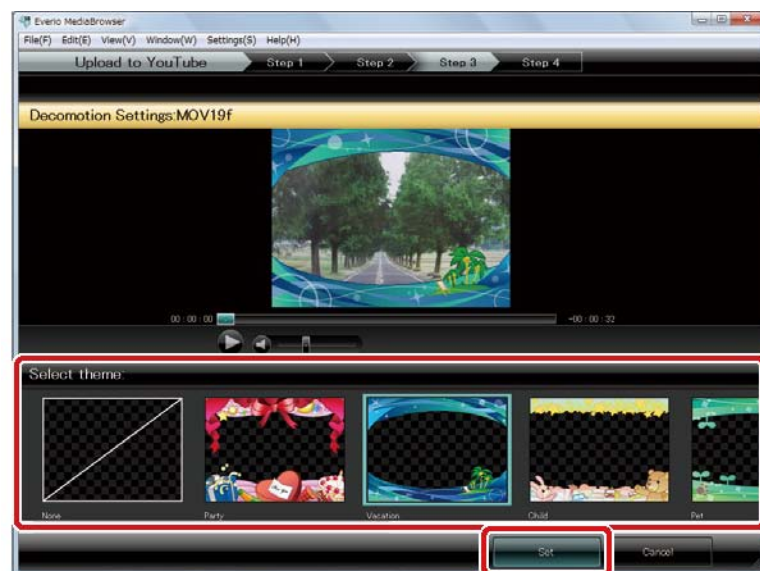 Everio MediaBrowser
File(F) Edit(E) View(V) Window(W) Settings(S) Help(H)
Upload to YouTube Step 1 Step 2 Step 3 Step 4
Decomotion Settings:MOV19f
00 : 00 : 00 -00 : 00 : 32
Select theme:
None Party Vacation Child Pet
Set Cancel